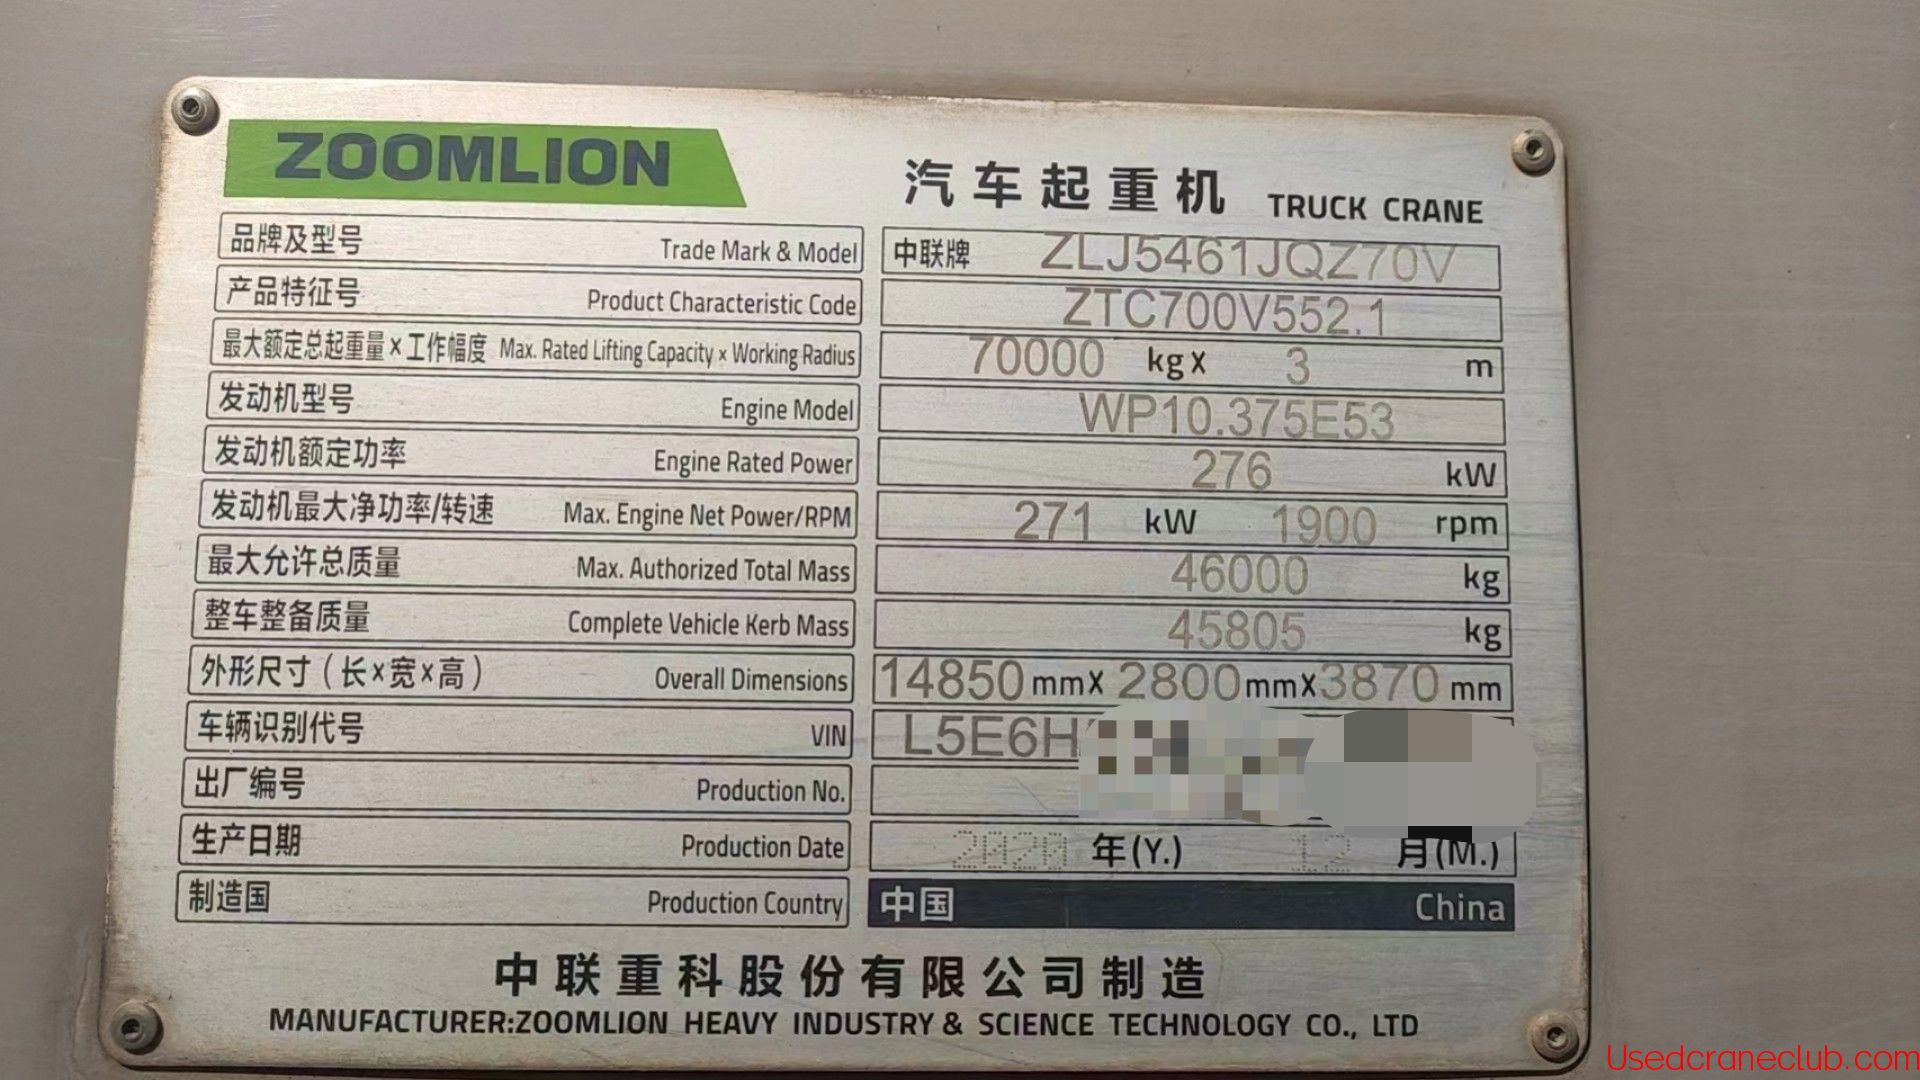 ZOOMLION
汽车起重机 TRUCK CRANE
品牌及型号 Trade Mark & Model 中联牌 ZLJ5461JQZ70V
产品特征号 Product Characteristic Code ZTC700V552.1
最大额定总起重量×工作幅度 Max. Rated Lifting Capacity × Working Radius 70000 kg X 3 m
发动机型号 Engine Model WP10.375E53
发动机额定功率 Engine Rated Power 276 kW
发动机最大净功率/转速 Max. Engine Net Power/RPM 271 kW 1900 rpm
最大允许总质量 Max. Authorized Total Mass 46000 kg
整车整备质量 Complete Vehicle Kerb Mass 45805 kg
外形尺寸(长×宽×高) Overall Dimensions 14850 mm× 2800 mm×3870 mm
车辆识别代号 VIN L5E6H
出厂编号 Production No.
生产日期 Production Date 2020 年(Y.) 12 月(M.)
制造国 Production Country 中国 China
中联重科股份有限公司制造
MANUFACTURER:ZOOMLION HEAVY INDUSTRY & SCIENCE TECHNOLOGY CO., LTD
Usedcraneclub.com